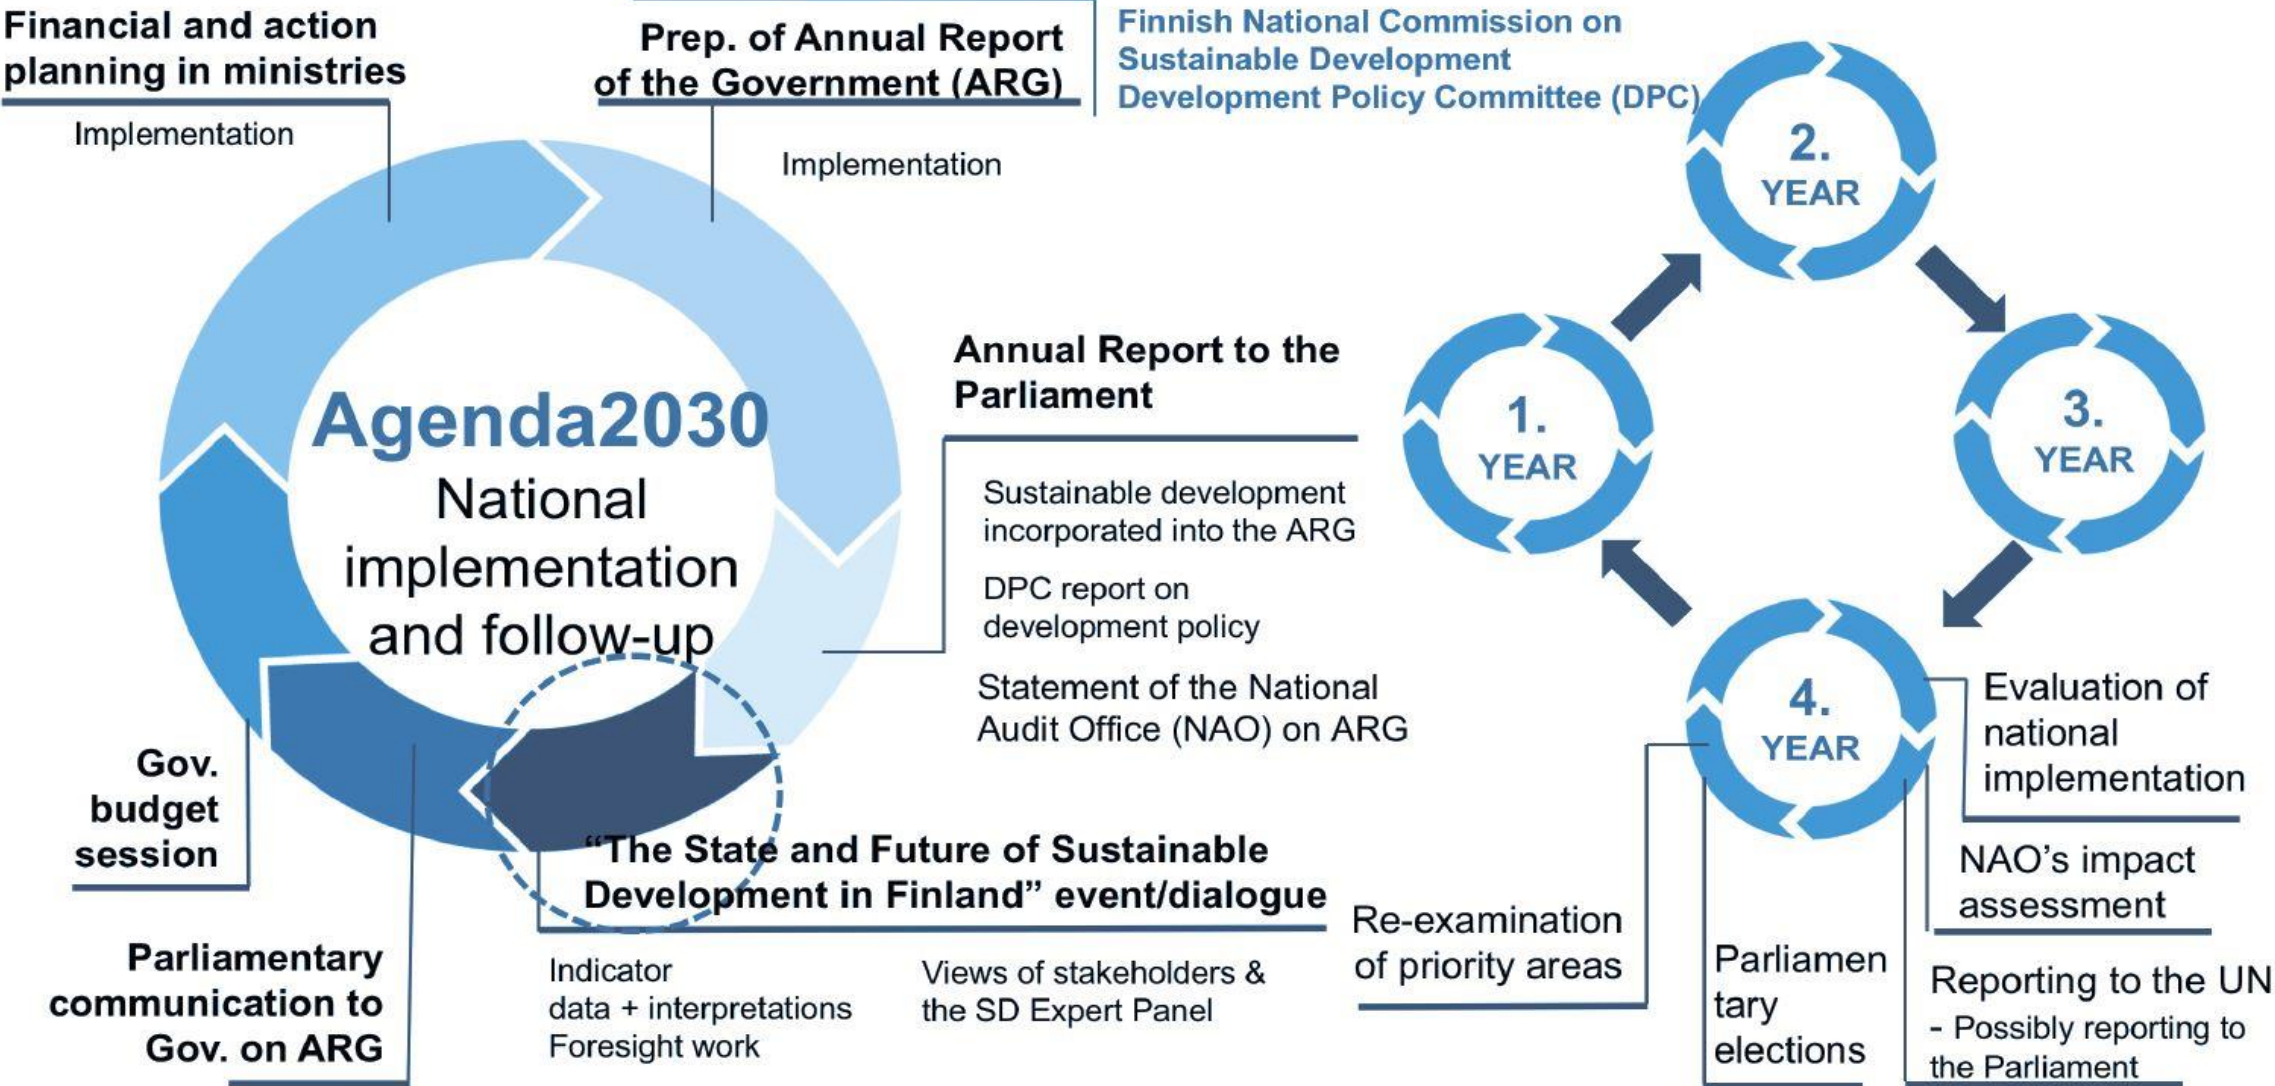 Financial and action
planning in ministries
Implementation
Prep. of Annual Report
of the Government (ARG)
Implementation
Finnish National Commission on
Sustainable Development
Development Policy Committee (DPC)
Agenda2030
National
implementation
and follow-up
Annual Report to the
Parliament
Sustainable development
incorporated into the ARG
DPC report on
development policy
Statement of the National
Audit Office (NAO) on ARG
"The State and Future of Sustainable
Development in Finland" event/dialogue
Indicator
data + interpretations
Foresight work
Views of stakeholders &
the SD Expert Panel
Parliamentary
communication to
Gov. on ARG
Gov.
budget
session
1.
YEAR
2.
YEAR
3.
YEAR
4.
YEAR
Evaluation of
national
implementation
NAO's impact
assessment
Reporting to the UN
- Possibly reporting to
the Parliament
Parliamen
tary
elections
Re-examination
of priority areas